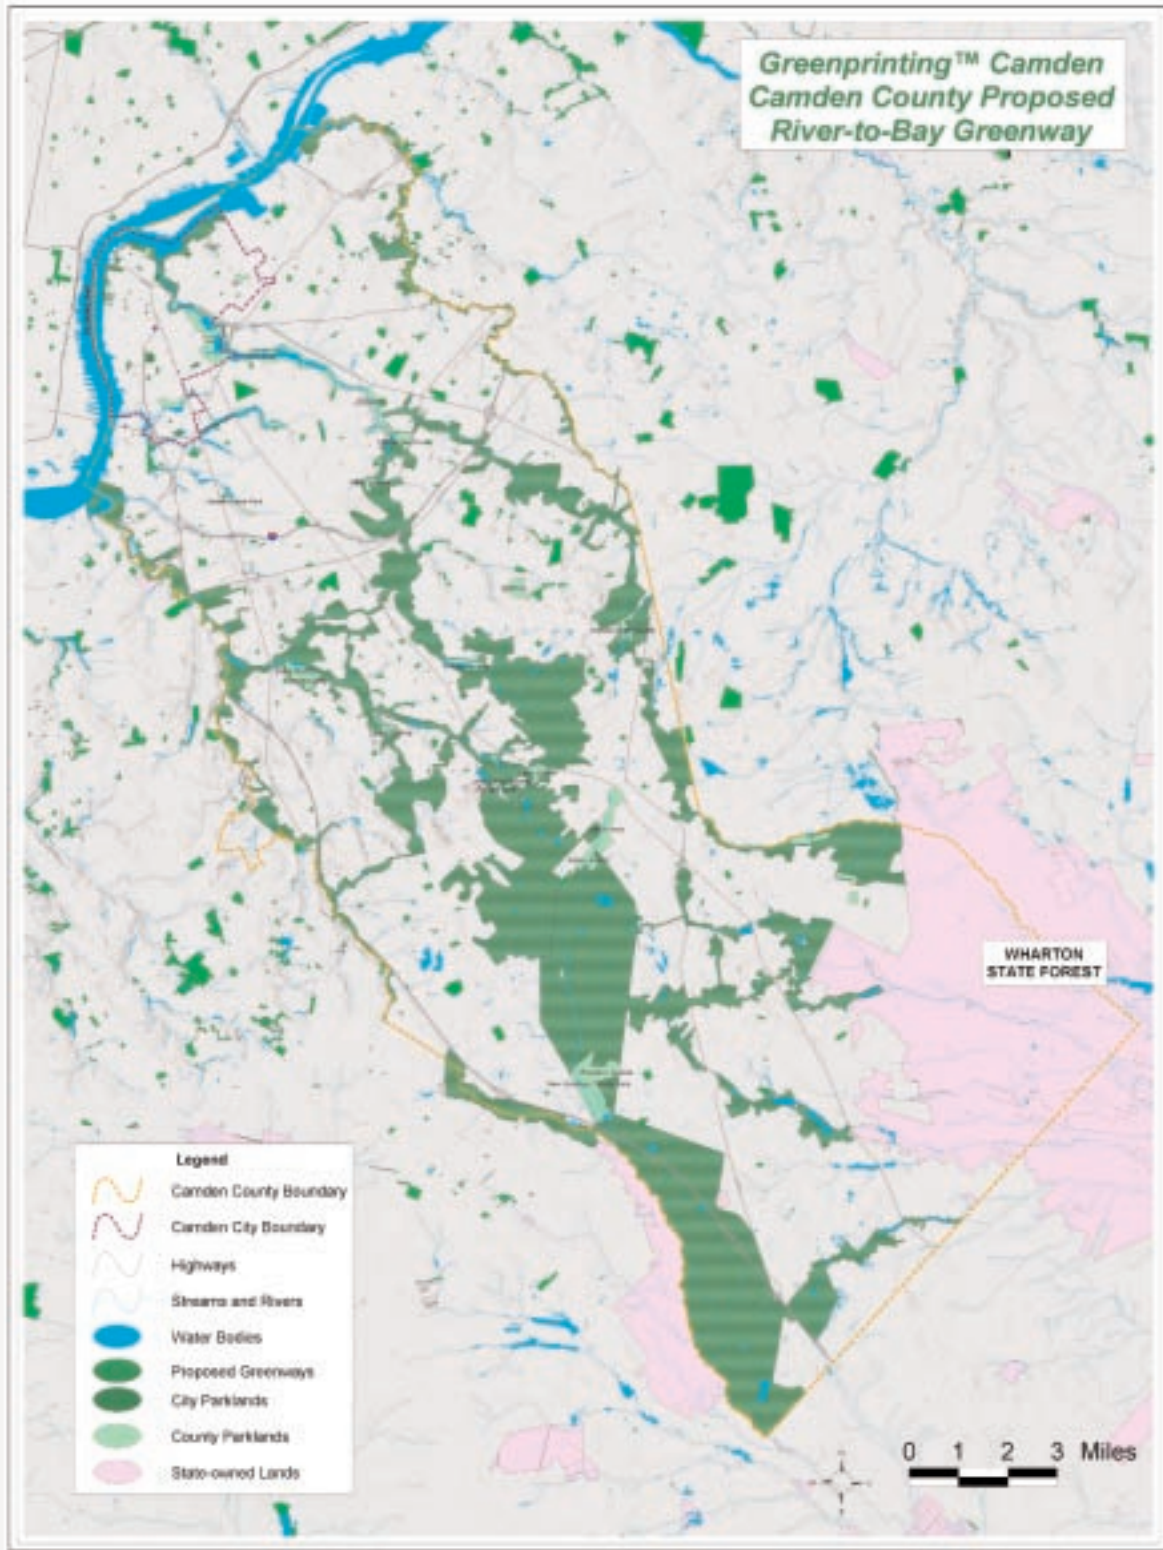 Greenprinting™ Camden
Camden County Proposed
River-to-Bay Greenway
WHARTON
STATE FOREST
Legend
Camden County Boundary
Camden City Boundary
Highways
Streams and Rivers
Water Bodies
Proposed Greenways
City Parklands
County Parklands
State-owned Lands
0 1 2 3 Miles